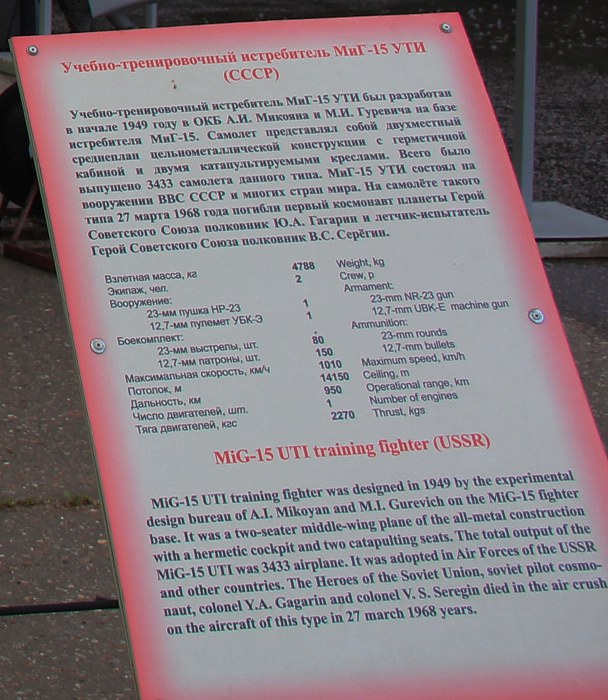 Учебно-тренировочный истребитель МиГ-15 УТИ
(СССР)
Учебно-тренировочный истребитель МиГ-15 УТИ был разработан
в начале 1949 году в ОКБ А.И. Микояна и М.И. Гуревича на базе
истребителя МиГ-15. Самолет представлял собой двухместный
среднеплан цельнометаллической конструкции с герметичной
кабиной и двумя катапультируемыми креслами. Всего было
выпущено 3433 самолета данного типа. МиГ-15 УТИ состоял на
вооружении ВВС СССР и многих стран мира. На самолёте такого
типа 27 марта 1968 года погибли первый космонавт планеты Герой
Советского Союза полковник Ю.А. Гагарин и летчик-испытатель
Герой Советского Союза полковник В.С. Серёгин.
Взлетная масса, кг 4788 Weight, kg
Экипаж, чел. 2 Crew, p
Вооружение: Armament:
23-мм пушка НР-23 1 23-mm NR-23 gun
12,7-мм пулемет УБК-Э 1 12,7-mm UBK-E machine gun
Боекомплект: Ammunition:
23-мм выстрелы, шт. 80 23-mm rounds
12,7-мм патроны, шт. 150 12,7-mm bullets
Максимальная скорость, км/ч 1010 Maximum speed, km/h
Потолок, м 14150 Ceiling, m
Дальность, км 950 Operational range, km
Число двигателей, шт. 1 Number of engines
Тяга двигателей, кгс 2270 Thrust, kgs
MiG-15 UTI training fighter (USSR)
MiG-15 UTI training fighter was designed in 1949 by the experimental
design bureau of A.I. Mikoyan and M.I. Gurevich on the MiG-15 fighter
base. It was a two-seater middle-wing plane of the all-metal construction
with a hermetic cockpit and two catapulting seats. The total output of the
MiG-15 UTI was 3433 airplane. It was adopted in Air Forces of the USSR
and other countries. The Heroes of the Soviet Union, soviet pilot cosmo-
naut, colonel Y.A. Gagarin and colonel V. S. Seregin died in the air crush
on the aircraft of this type in 27 march 1968 years.